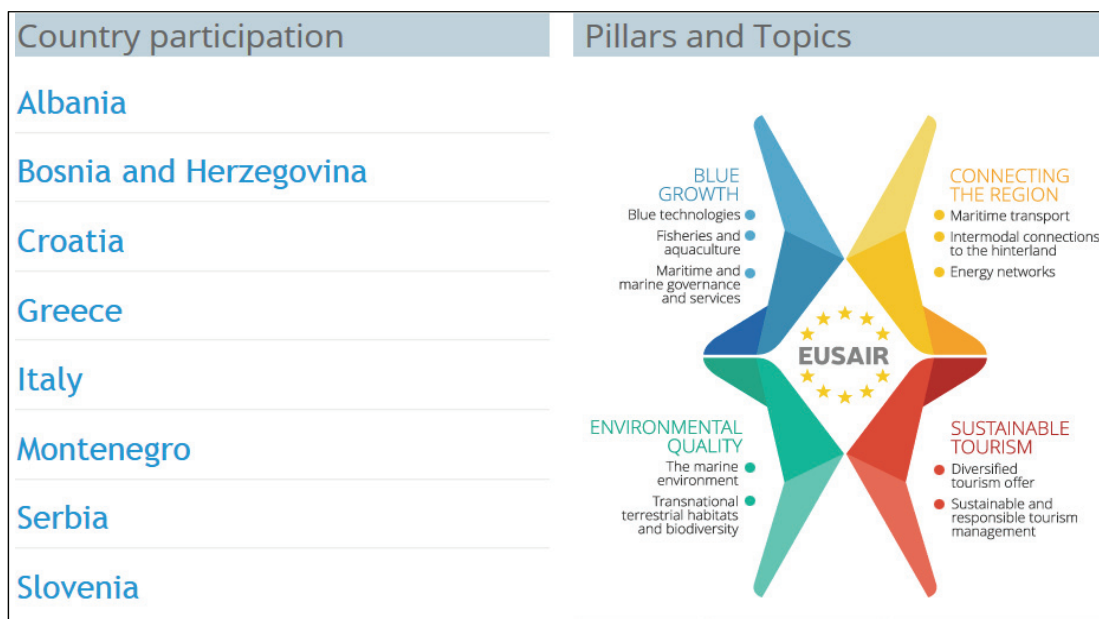 Country participation
Albania
Bosnia and Herzegovina
Croatia
Greece
Italy
Montenegro
Serbia
Slovenia
Pillars and Topics
BLUE
GROWTH
Blue technologies
Fisheries and
aquaculture
Maritime and
marine governance
and services
CONNECTING
THE REGION
Maritime transport
Intermodal connections
to the hinterland
Energy networks
EUSAIR
ENVIRONMENTAL
QUALITY
The marine
environment
Transnational
terrestrial habitats
and biodiversity
SUSTAINABLE
TOURISM
Diversified
tourism offer
Sustainable and
responsible tourism
management